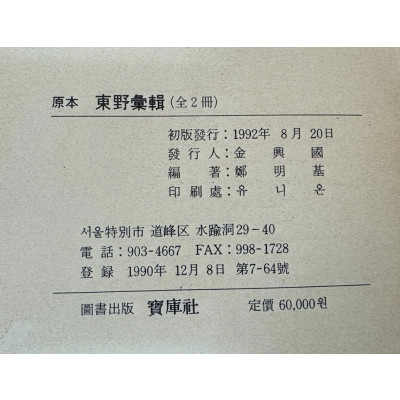 原本 東野彙輯 (全2冊)
初版發行：1992年 8月 20日
發行人：金興國
編著：鄭明基
印刷處：유니온
서울特別市 道峰区 水踰洞29-40
電話：903-4667 FAX：998-1728
登錄 1990年 12月 8日 第7-64號
圖書出版 寶庫社 定價 60,000원